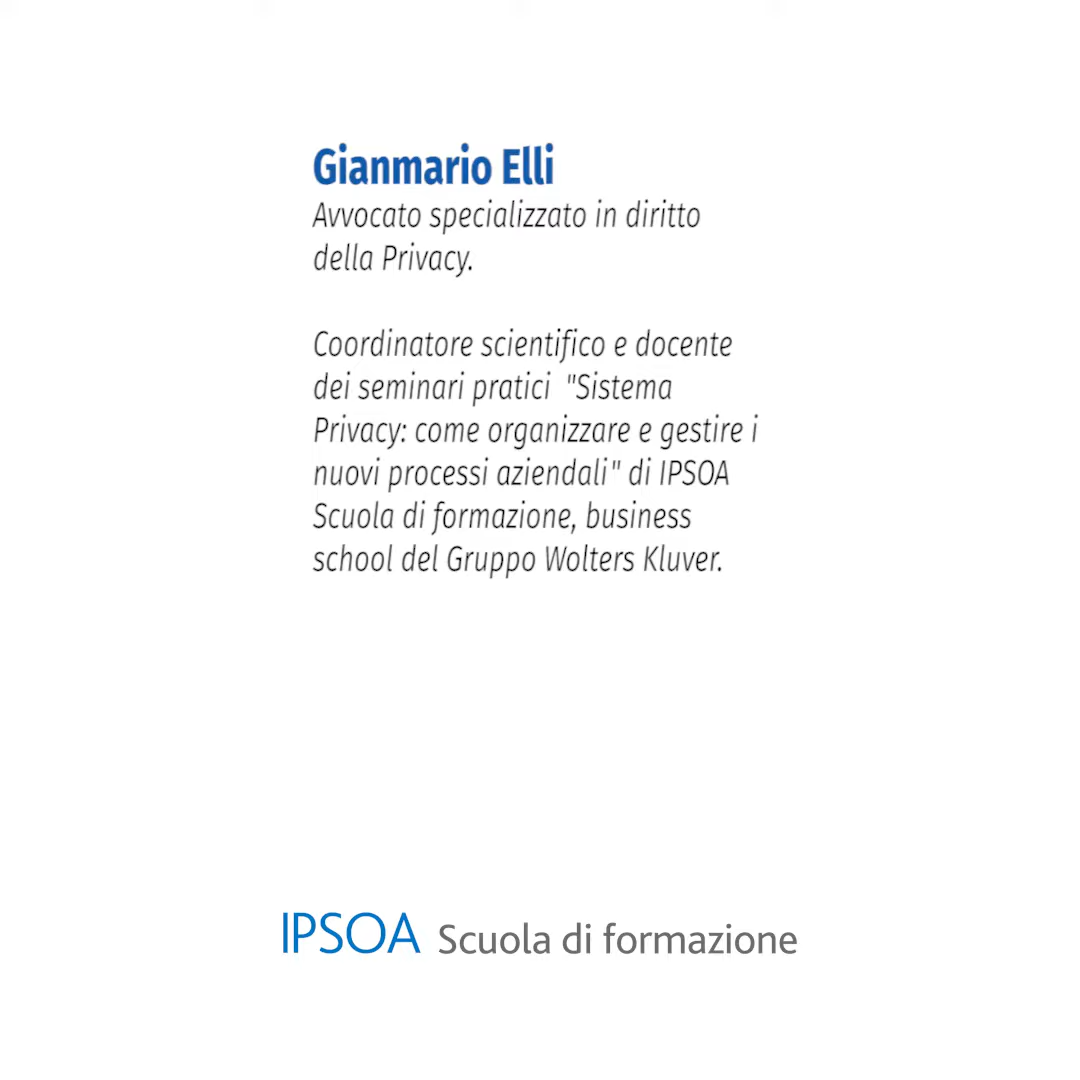 Gianmario Elli
Avvocato specializzato in diritto
della Privacy.
Coordinatore scientifico e docente
dei seminari pratici  "Sistema
Privacy: come organizzare e gestire i
nuovi processi aziendali" di IPSOA
Scuola di formazione, business
school del Gruppo Wolters Kluver.
IPSOA Scuola di formazione